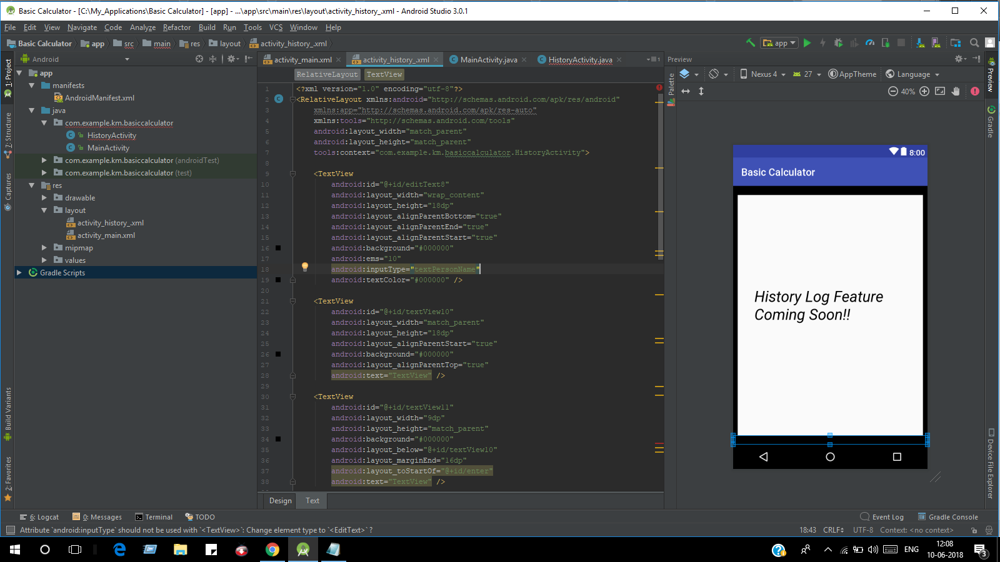 Basic Calculator - [C:\My_Applications\Basic Calculator] - [app] - ...\app\src\main\res\layout\activity_history_.xml - Android Studio 3.0.1
File Edit View Navigate Code Analyze Refactor Build Run Tools VCS Window Help
Basic Calculator app src main res layout activity_history_.xml
app
1: Project
7: Structure
Captures
Build Variants
2: Favorites
Android
app
manifests
AndroidManifest.xml
java
com.example.km.basiccalculator
HistoryActivity
MainActivity
com.example.km.basiccalculator (androidTest)
com.example.km.basiccalculator (test)
res
drawable
layout
activity_history_.xml
activity_main.xml
mipmap
values
Gradle Scripts
activity_main.xml activity_history_.xml MainActivity.java HistoryActivity.java
RelativeLayout TextView
1 <?xml version="1.0" encoding="utf-8"?>
2 <RelativeLayout xmlns:android="http://schemas.android.com/apk/res/android"
3 xmlns:app="http://schemas.android.com/apk/res-auto"
4 xmlns:tools="http://schemas.android.com/tools"
5 android:layout_width="match_parent"
6 android:layout_height="match_parent"
7 tools:context="com.example.km.basiccalculator.HistoryActivity">
8
9 <TextView
10 android:id="@+id/editText8"
11 android:layout_width="wrap_content"
12 android:layout_height="18dp"
13 android:layout_alignParentBottom="true"
14 android:layout_alignParentEnd="true"
15 android:layout_alignParentStart="true"
16 android:background="#000000"
17 android:ems="10"
18 android:inputType="textPersonName"
19 android:textColor="#000000" />
20
21 <TextView
22 android:id="@+id/textView10"
23 android:layout_width="match_parent"
24 android:layout_height="18dp"
25 android:layout_alignParentStart="true"
26 android:background="#000000"
27 android:layout_alignParentTop="true"
28 android:text="TextView" />
29
30 <TextView
31 android:id="@+id/textView11"
32 android:layout_width="9dp"
33 android:layout_height="match_parent"
34 android:background="#000000"
35 android:layout_below="@+id/textView10"
36 android:layout_marginEnd="16dp"
37 android:layout_toStartOf="@+id/enter"
38 android:text="TextView" />
Design Text
Preview
Palette
Nexus 4 27 AppTheme Language
40%
8:00
Basic Calculator
History Log Feature
Coming Soon!!
Preview
Gradle
Device File Explorer
6: Logcat 0: Messages Terminal TODO
Event Log Gradle Console
Attribute `android:inputType` should not be used with `<TextView>`: Change element type to `<EditText>` ?
18:43 CRLF UTF-8 Context: <no context>
ENG
12:08
10-06-2018
3